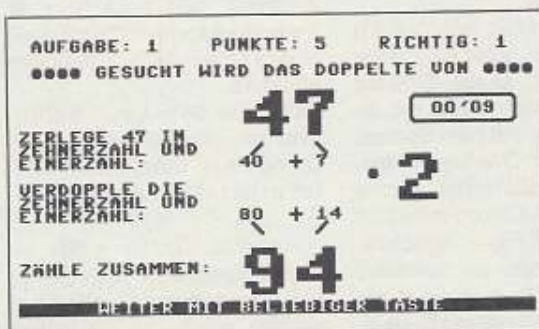 AUFGABE: 1 PUNKTE: 5 RICHTIG: 1
●●●● GESUCHT WIRD DAS DOPPELTE VON ●●●●
47
00'09
ZERLEGE 47 IN
ZEHNERZAHL UND
EINERZAHL:
40 + 7
·2
VERDOPPLE DIE
ZEHNERZAHL UND
EINERZAHL:
80 + 14
ZÄHLE ZUSAMMEN:
94
WEITER MIT BELIEBIGER TASTE